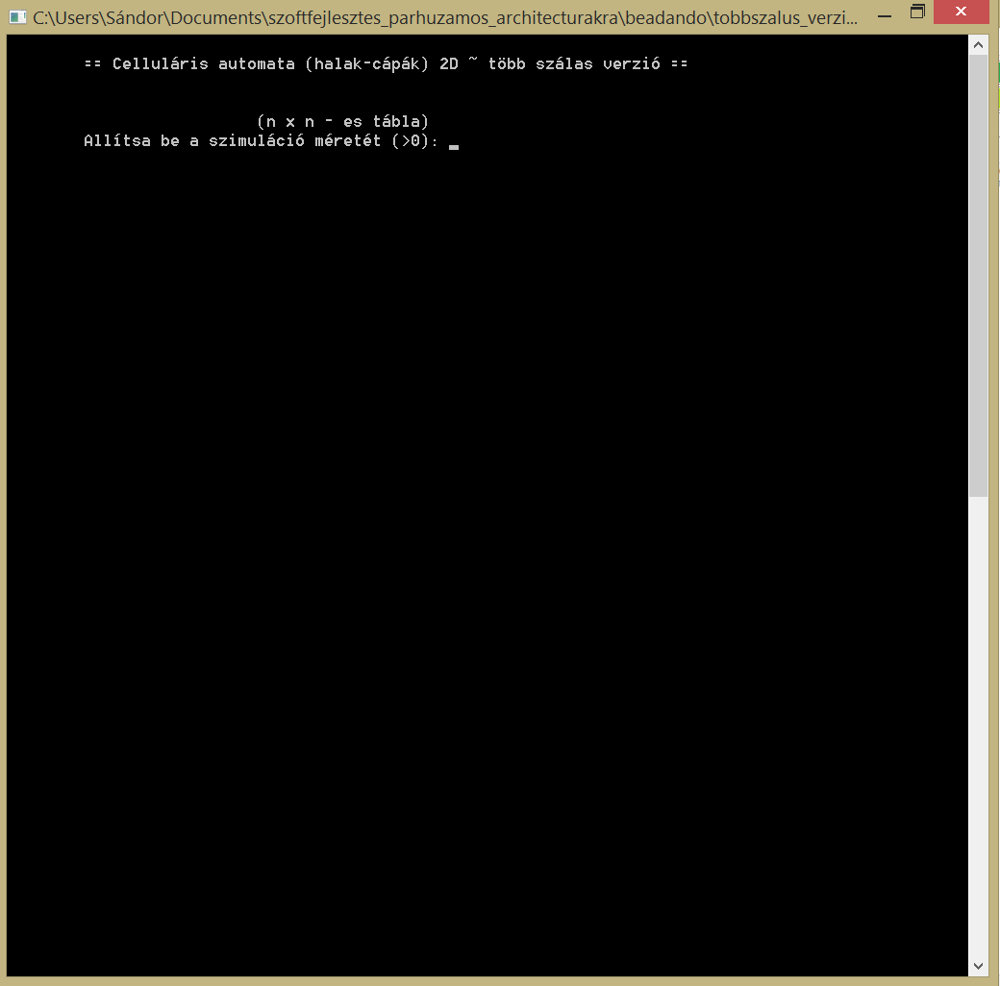 C:\Users\Sándor\Documents\szoftfejlesztes_parhuzamos_architecturakra\beadando\tobbszalus_verzi...
== Celluláris automata (halak-cápák) 2D ~ több szálas verzió ==
(n x n - es tábla)
Allítsa be a szimuláció méretét (>0):